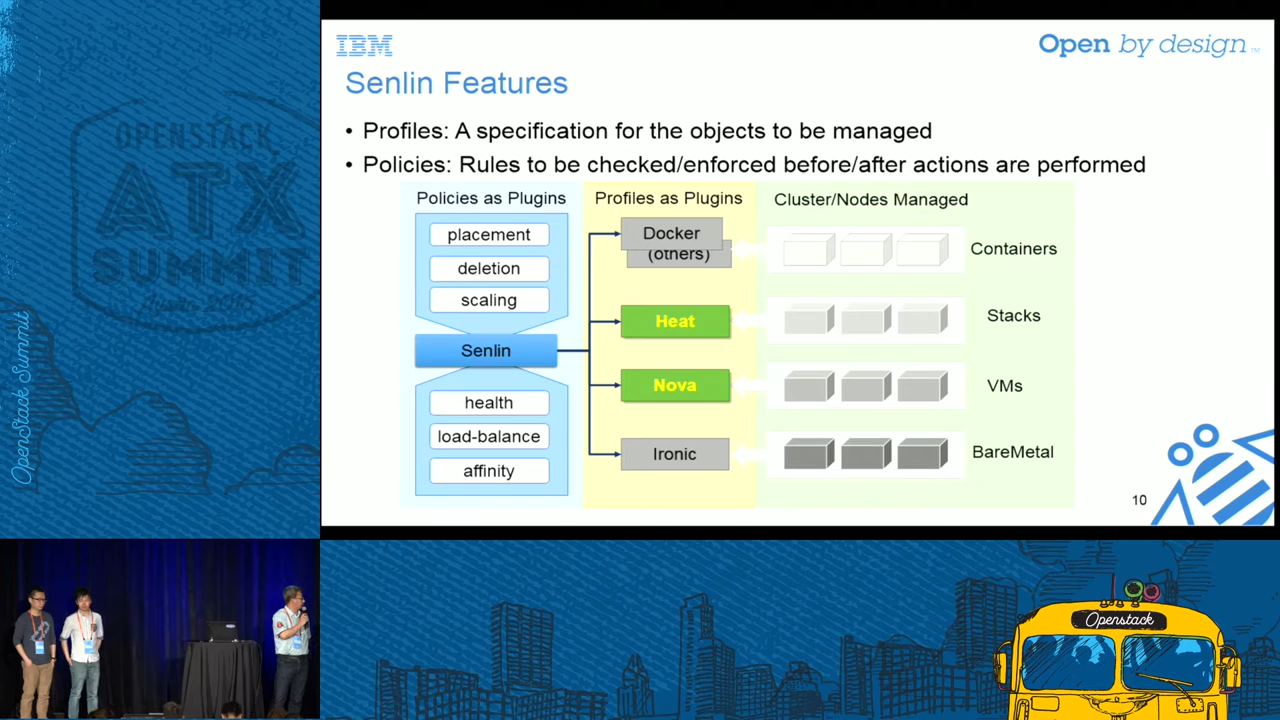 OPENSTACK
ATX
SUMMIT
Austin 2016
OpenStack Summit
IBM
Open by design™
Senlin Features
• Profiles: A specification for the objects to be managed
• Policies: Rules to be checked/enforced before/after actions are performed
Policies as Plugins
placement
deletion
scaling
Senlin
health
load-balance
affinity
Profiles as Plugins
Docker
(others)
Heat
Nova
Ironic
Cluster/Nodes Managed
Containers
Stacks
VMs
BareMetal
10
Openstack